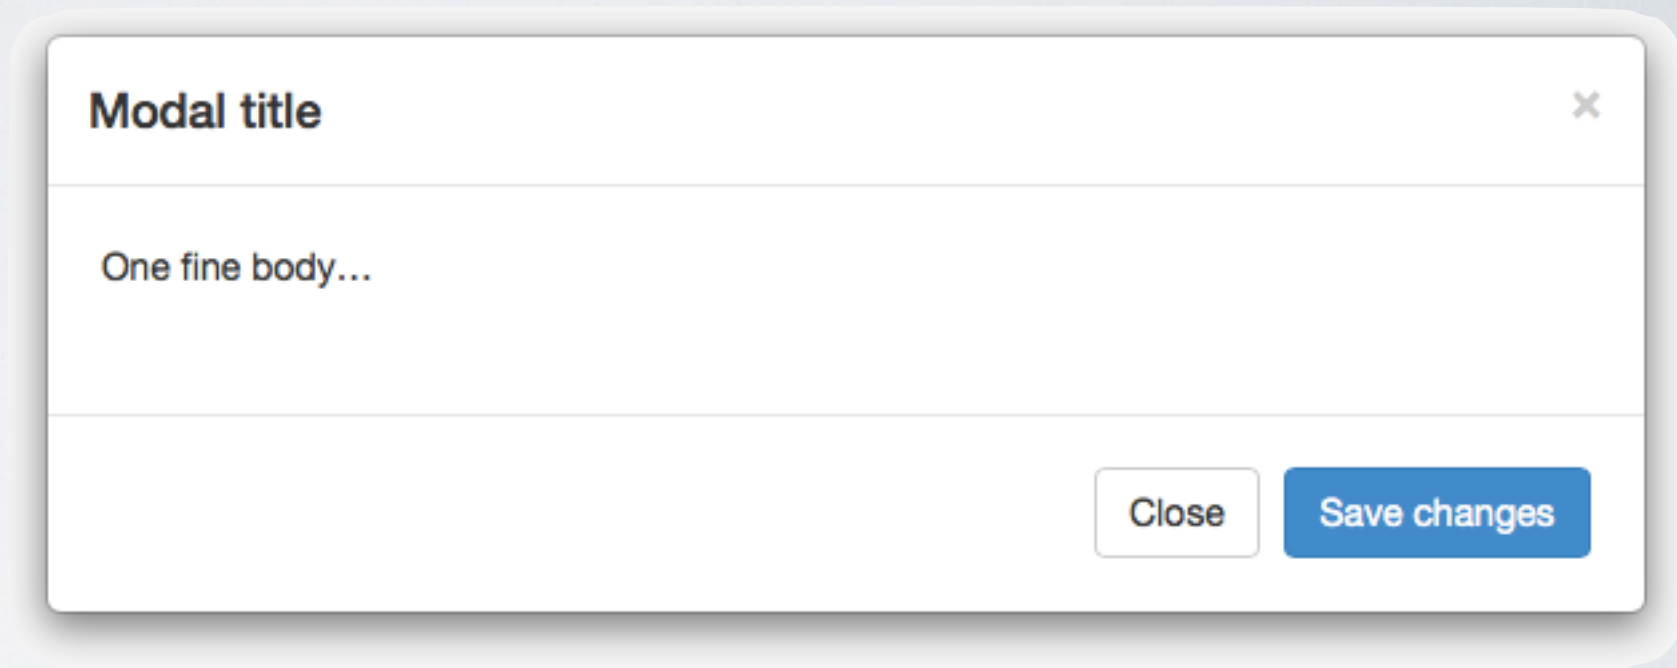 Modal title ×
One fine body…
Close
Save changes